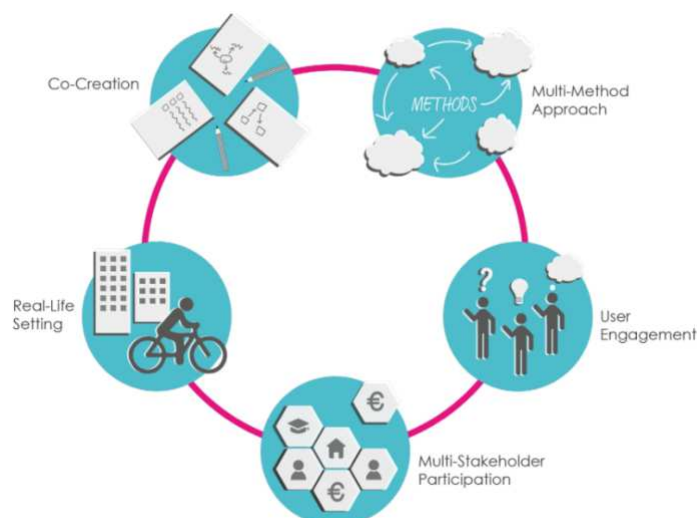 Co-Creation
Multi-Method
Approach
METHODS
Real-Life
Setting
?
User
Engagement
€
Multi-Stakeholder
Participation
€